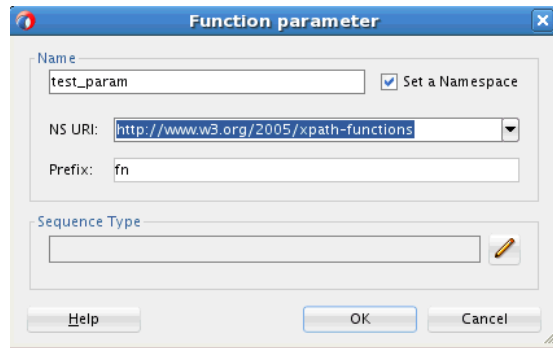 Function parameter
Name
test_param
Set a Namespace
NS URI: http://www.w3.org/2005/xpath-functions
Prefix: fn
Sequence Type
Help OK Cancel